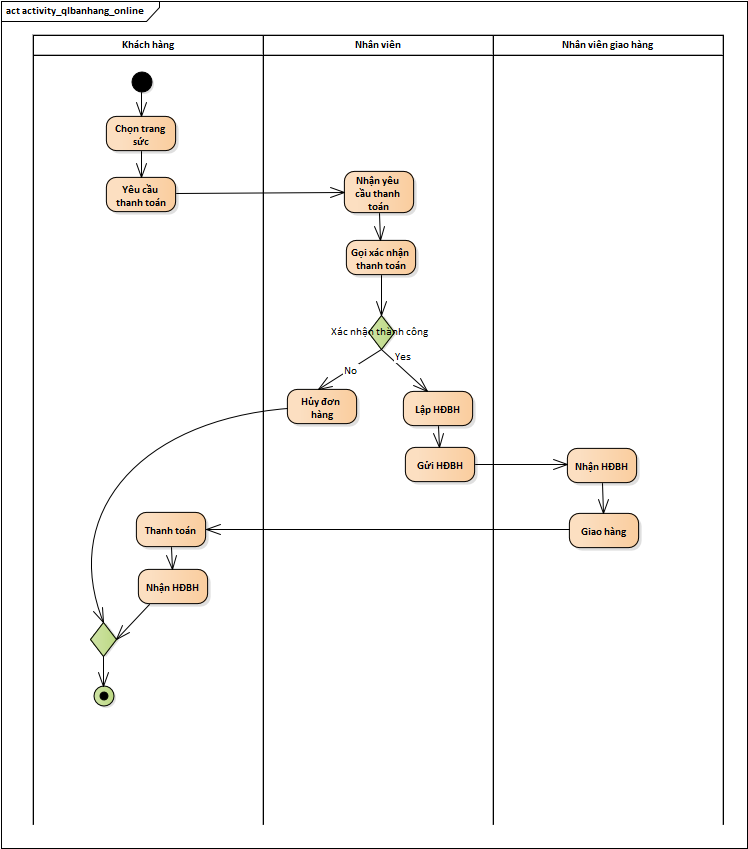 act activity_qlbanhang_online
Khách hàng
Nhân viên
Nhân viên giao hàng
Chọn trang
sức
Yêu cầu
thanh toán
Nhận yêu
cầu thanh
toán
Gọi xác nhận
thanh toán
Xác nhận thành công
No
Yes
Hủy đơn
hàng
Lập HĐBH
Gửi HĐBH
Nhận HĐBH
Thanh toán
Giao hàng
Nhận HĐBH